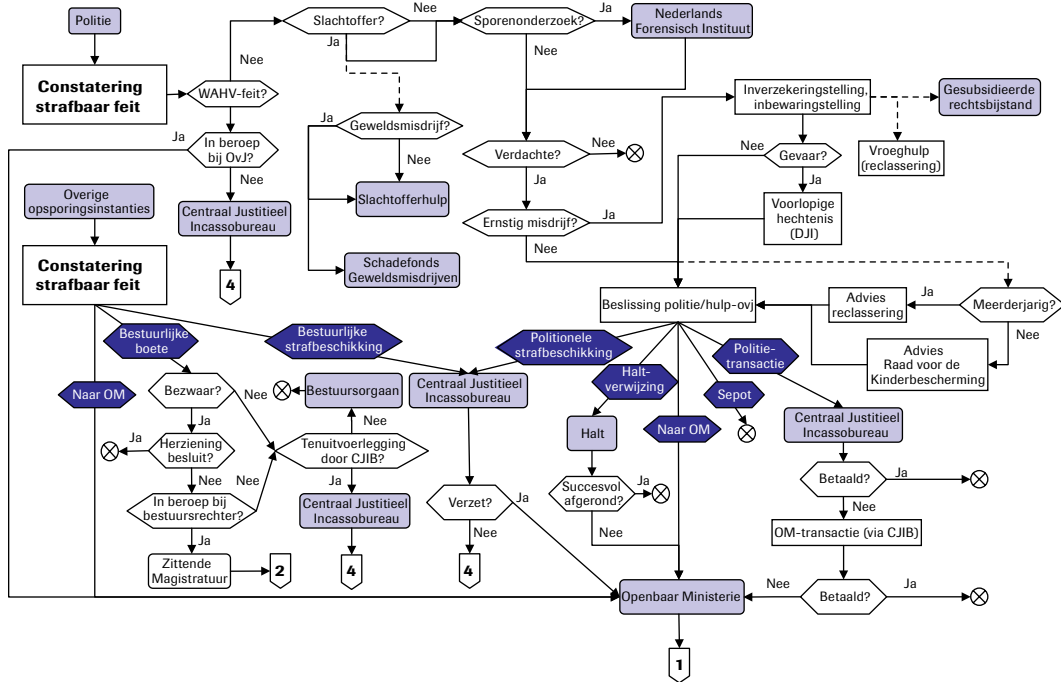 Politie
Constatering
strafbaar feit
WAHV-feit?
Nee
Ja
Slachtoffer?
Nee
Ja
Sporenonderzoek?
Ja
Nee
Nederlands
Forensisch Instituut
In beroep
bij OvJ?
Nee
Centraal Justitieel
Incassobureau
4
Geweldsmisdrijf?
Ja
Nee
Slachtofferhulp
Schadefonds
Geweldsmisdrijven
Verdachte?
Nee
Ja
Ernstig misdrijf?
Ja
Nee
Inverzekeringstelling,
inbewaringstelling
Gesubsidieerde
rechtsbijstand
Vroeghulp
(reclassering)
Gevaar?
Nee
Ja
Voorlopige
hechtenis
(DJI)
Overige
opsporingsinstanties
Constatering
strafbaar feit
Beslissing politie/hulp-ovj
Advies
reclassering
Ja
Meerderjarig?
Nee
Advies
Raad voor de
Kinderbescherming
Bestuurlijke
boete
Bestuurlijke
strafbeschikking
Politionele
strafbeschikking
Politie-
transactie
Halt-
verwijzing
Sepot
Naar OM
Naar OM
Bezwaar?
Nee
Ja
Bestuursorgaan
Nee
Centraal Justitieel
Incassobureau
Halt
Centraal Justitieel
Incassobureau
Herziening
besluit?
Ja
Nee
Nee
Tenuitvoerlegging
door CJIB?
Ja
Succesvol
afgerond?
Ja
Nee
Betaald?
Ja
Nee
In beroep bij
bestuursrechter?
Ja
Centraal Justitieel
Incassobureau
Verzet?
Ja
Nee
OM-transactie (via CJIB)
Zittende
Magistratuur
2
4
4
Openbaar Ministerie
Nee
Betaald?
Ja
1